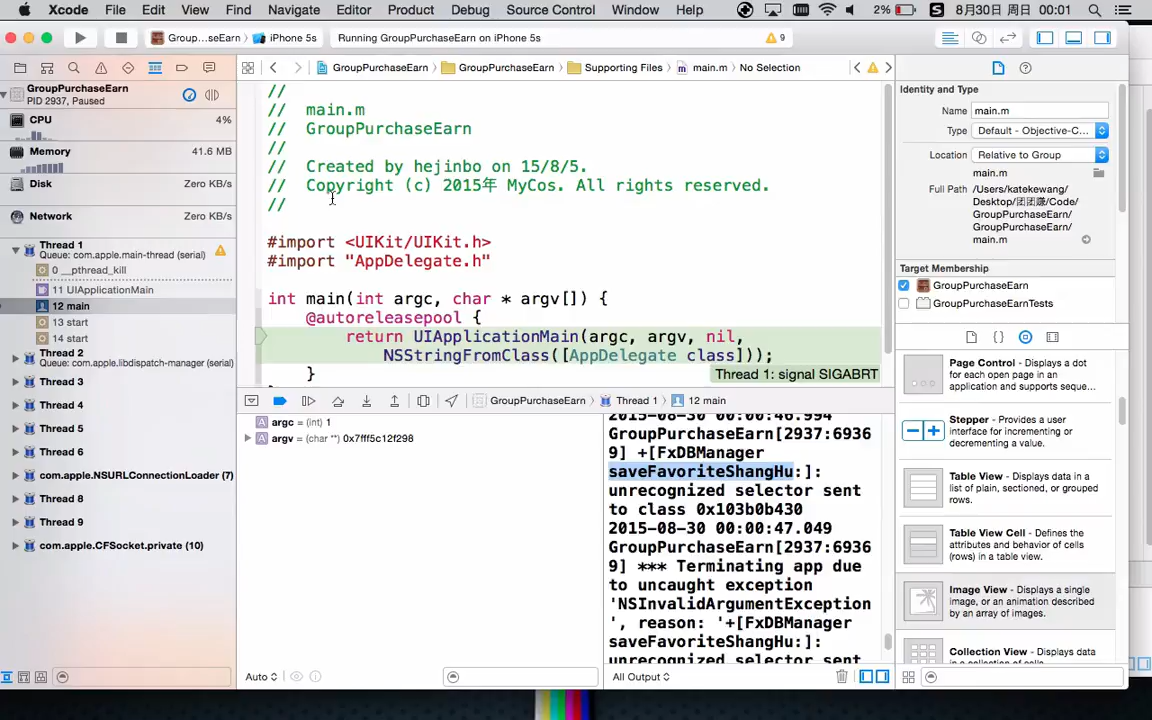 Xcode File Edit View Find Navigate Editor Product Debug Source Control Window Help 2% 8月30日 周日 00:01
Group...seEarn iPhone 5s Running GroupPurchaseEarn on iPhone 5s 9
GroupPurchaseEarn GroupPurchaseEarn Supporting Files main.m No Selection
GroupPurchaseEarn
PID 2937, Paused
CPU 4%
Memory 41.6 MB
Disk Zero KB/s
Network Zero KB/s
Thread 1
Queue: com.apple.main-thread (serial)
0 __pthread_kill
11 UIApplicationMain
12 main
13 start
14 start
Thread 2
Queue: com.apple.libdispatch-manager (serial)
Thread 3
Thread 4
Thread 5
Thread 6
com.apple.NSURLConnectionLoader (7)
Thread 8
Thread 9
com.apple.CFSocket.private (10)
//
// main.m
// GroupPurchaseEarn
//
// Created by hejinbo on 15/8/5.
// Copyright (c) 2015年 MyCos. All rights reserved.
//
#import <UIKit/UIKit.h>
#import "AppDelegate.h"
int main(int argc, char * argv[]) {
@autoreleasepool {
return UIApplicationMain(argc, argv, nil,
NSStringFromClass([AppDelegate class]));
Thread 1: signal SIGABRT
}
GroupPurchaseEarn Thread 1 12 main
argc = (int) 1
argv = (char **) 0x7fff5c12f298
2015-08-30 00:00:46.994
GroupPurchaseEarn[2937:6936
9] +[FxDBManager
saveFavoriteShangHu:]:
unrecognized selector sent
to class 0x103b0b430
2015-08-30 00:00:47.049
GroupPurchaseEarn[2937:6936
9] *** Terminating app due
to uncaught exception
'NSInvalidArgumentException
', reason: '+[FxDBManager
saveFavoriteShangHu:]:
unrecognized selector sent
Auto
All Output
Identity and Type
Name main.m
Type Default - Objective-C...
Location Relative to Group
main.m
Full Path /Users/katekewang/
Desktop/团团赚/Code/
GroupPurchaseEarn/
GroupPurchaseEarn/
main.m
Target Membership
GroupPurchaseEarn
GroupPurchaseEarnTests
Page Control - Displays a dot
for each open page in an
application and supports seque...
Stepper - Provides a user
interface for incrementing or
decrementing a value.
Table View - Displays data in a
list of plain, sectioned, or grouped
rows.
Table View Cell - Defines the
attributes and behavior of cells
(rows) in a table view.
Image View - Displays a single
image, or an animation described
by an array of images.
Collection View - Displays data